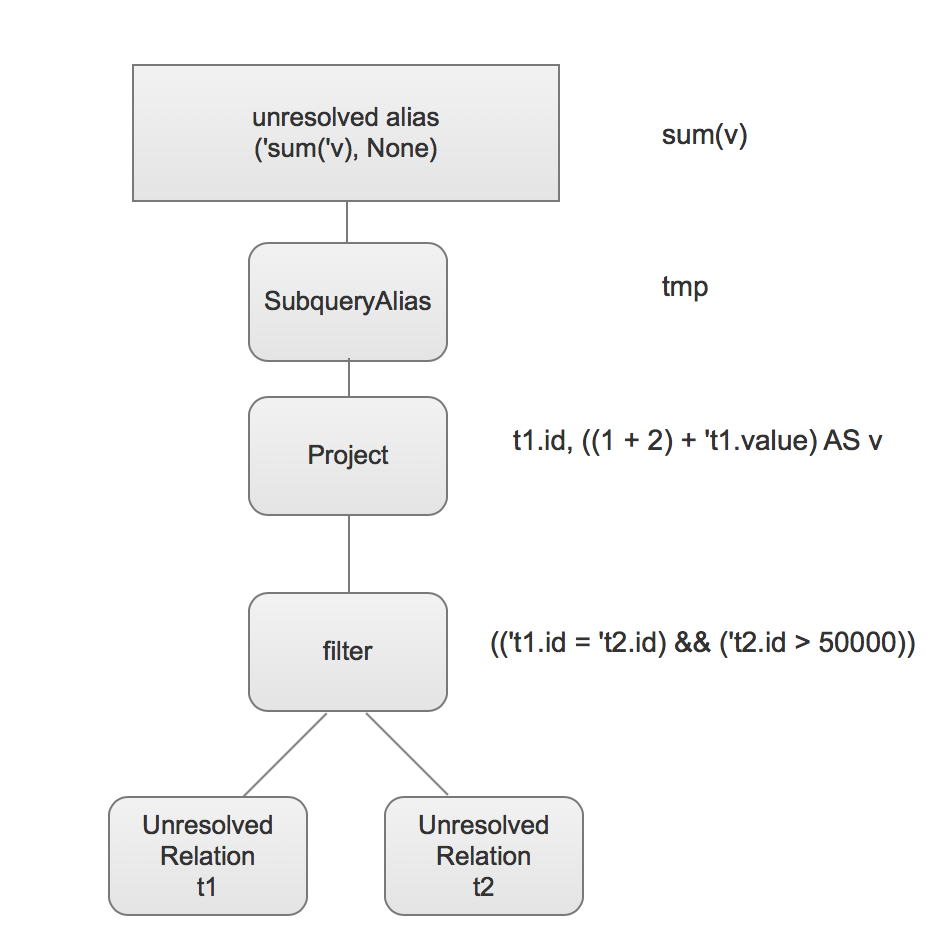 unresolved alias
('sum('v), None)
sum(v)
SubqueryAlias
tmp
Project
t1.id, ((1 + 2) + 't1.value) AS v
filter
(('t1.id = 't2.id) && ('t2.id > 50000))
Unresolved
Relation
t1
Unresolved
Relation
t2